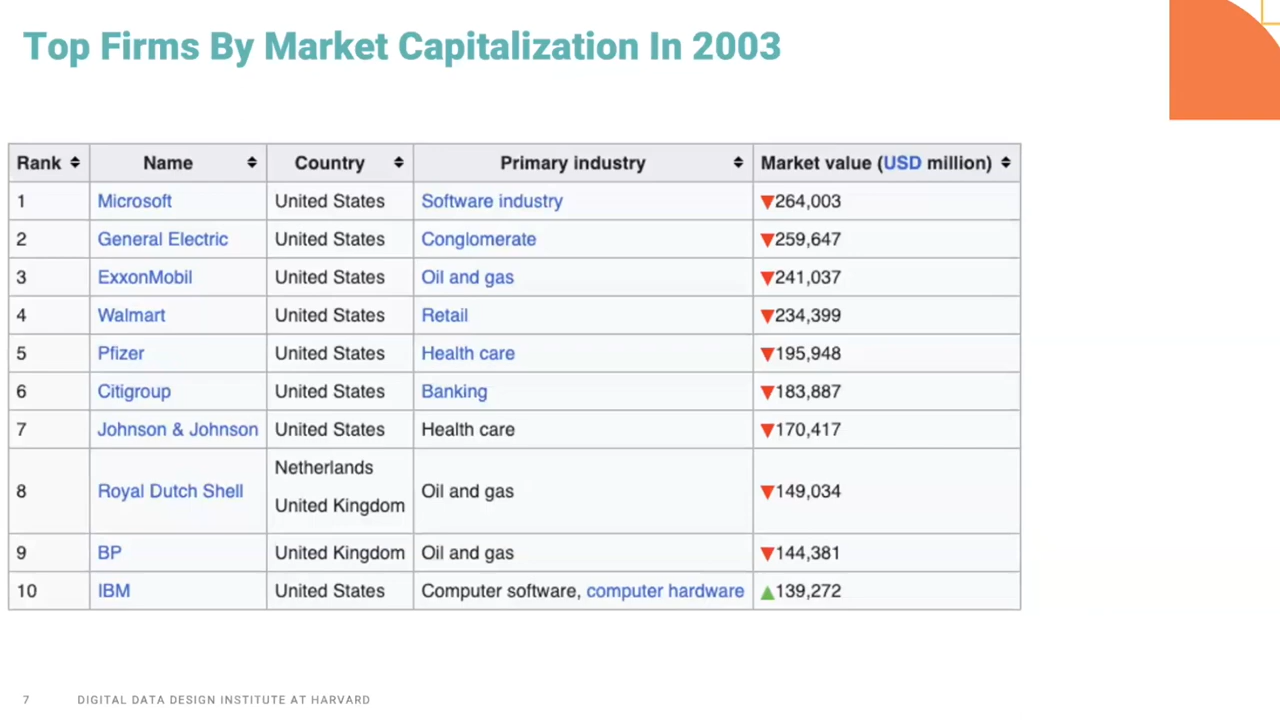 Top Firms By Market Capitalization In 2003
Rank Name Country Primary industry Market value (USD million)
1 Microsoft United States Software industry ▼264,003
2 General Electric United States Conglomerate ▼259,647
3 ExxonMobil United States Oil and gas ▼241,037
4 Walmart United States Retail ▼234,399
5 Pfizer United States Health care ▼195,948
6 Citigroup United States Banking ▼183,887
7 Johnson & Johnson United States Health care ▼170,417
8 Royal Dutch Shell Netherlands Oil and gas ▼149,034
United Kingdom
9 BP United Kingdom Oil and gas ▼144,381
10 IBM United States Computer software, computer hardware ▲139,272
7 DIGITAL DATA DESIGN INSTITUTE AT HARVARD